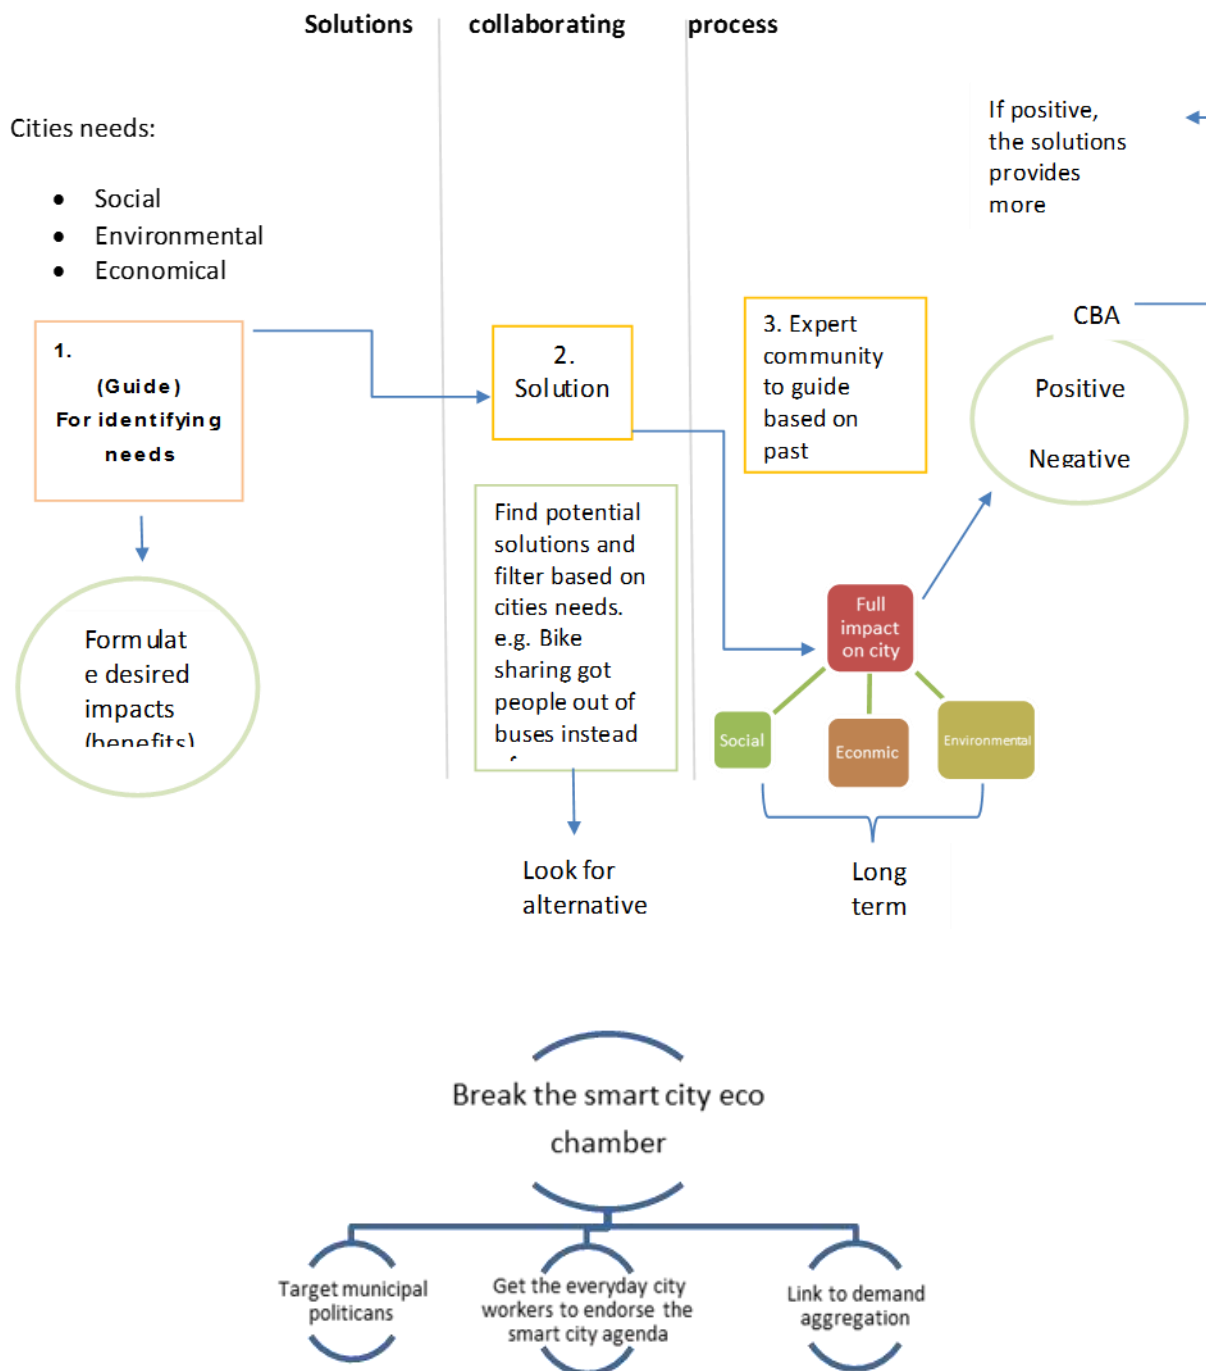 Solutions collaborating process
Cities needs:
• Social
• Environmental
• Economical
If positive,
the solutions
provides
more
1.
(Guide)
For identifying
needs
2.
Solution
3. Expert
community
to guide
based on
past
CBA
Positive
Negative
Formulat
e desired
impacts
(benefits)
Find potential
solutions and
filter based on
cities needs.
e.g. Bike
sharing got
people out of
buses instead
Look for
alternative
Full
impact
on city
Social
Econmic
Environmental
Long
term
Break the smart city eco
chamber
Target municipal
politicans
Get the everyday city
workers to endorse the
smart city agenda
Link to demand
aggregation